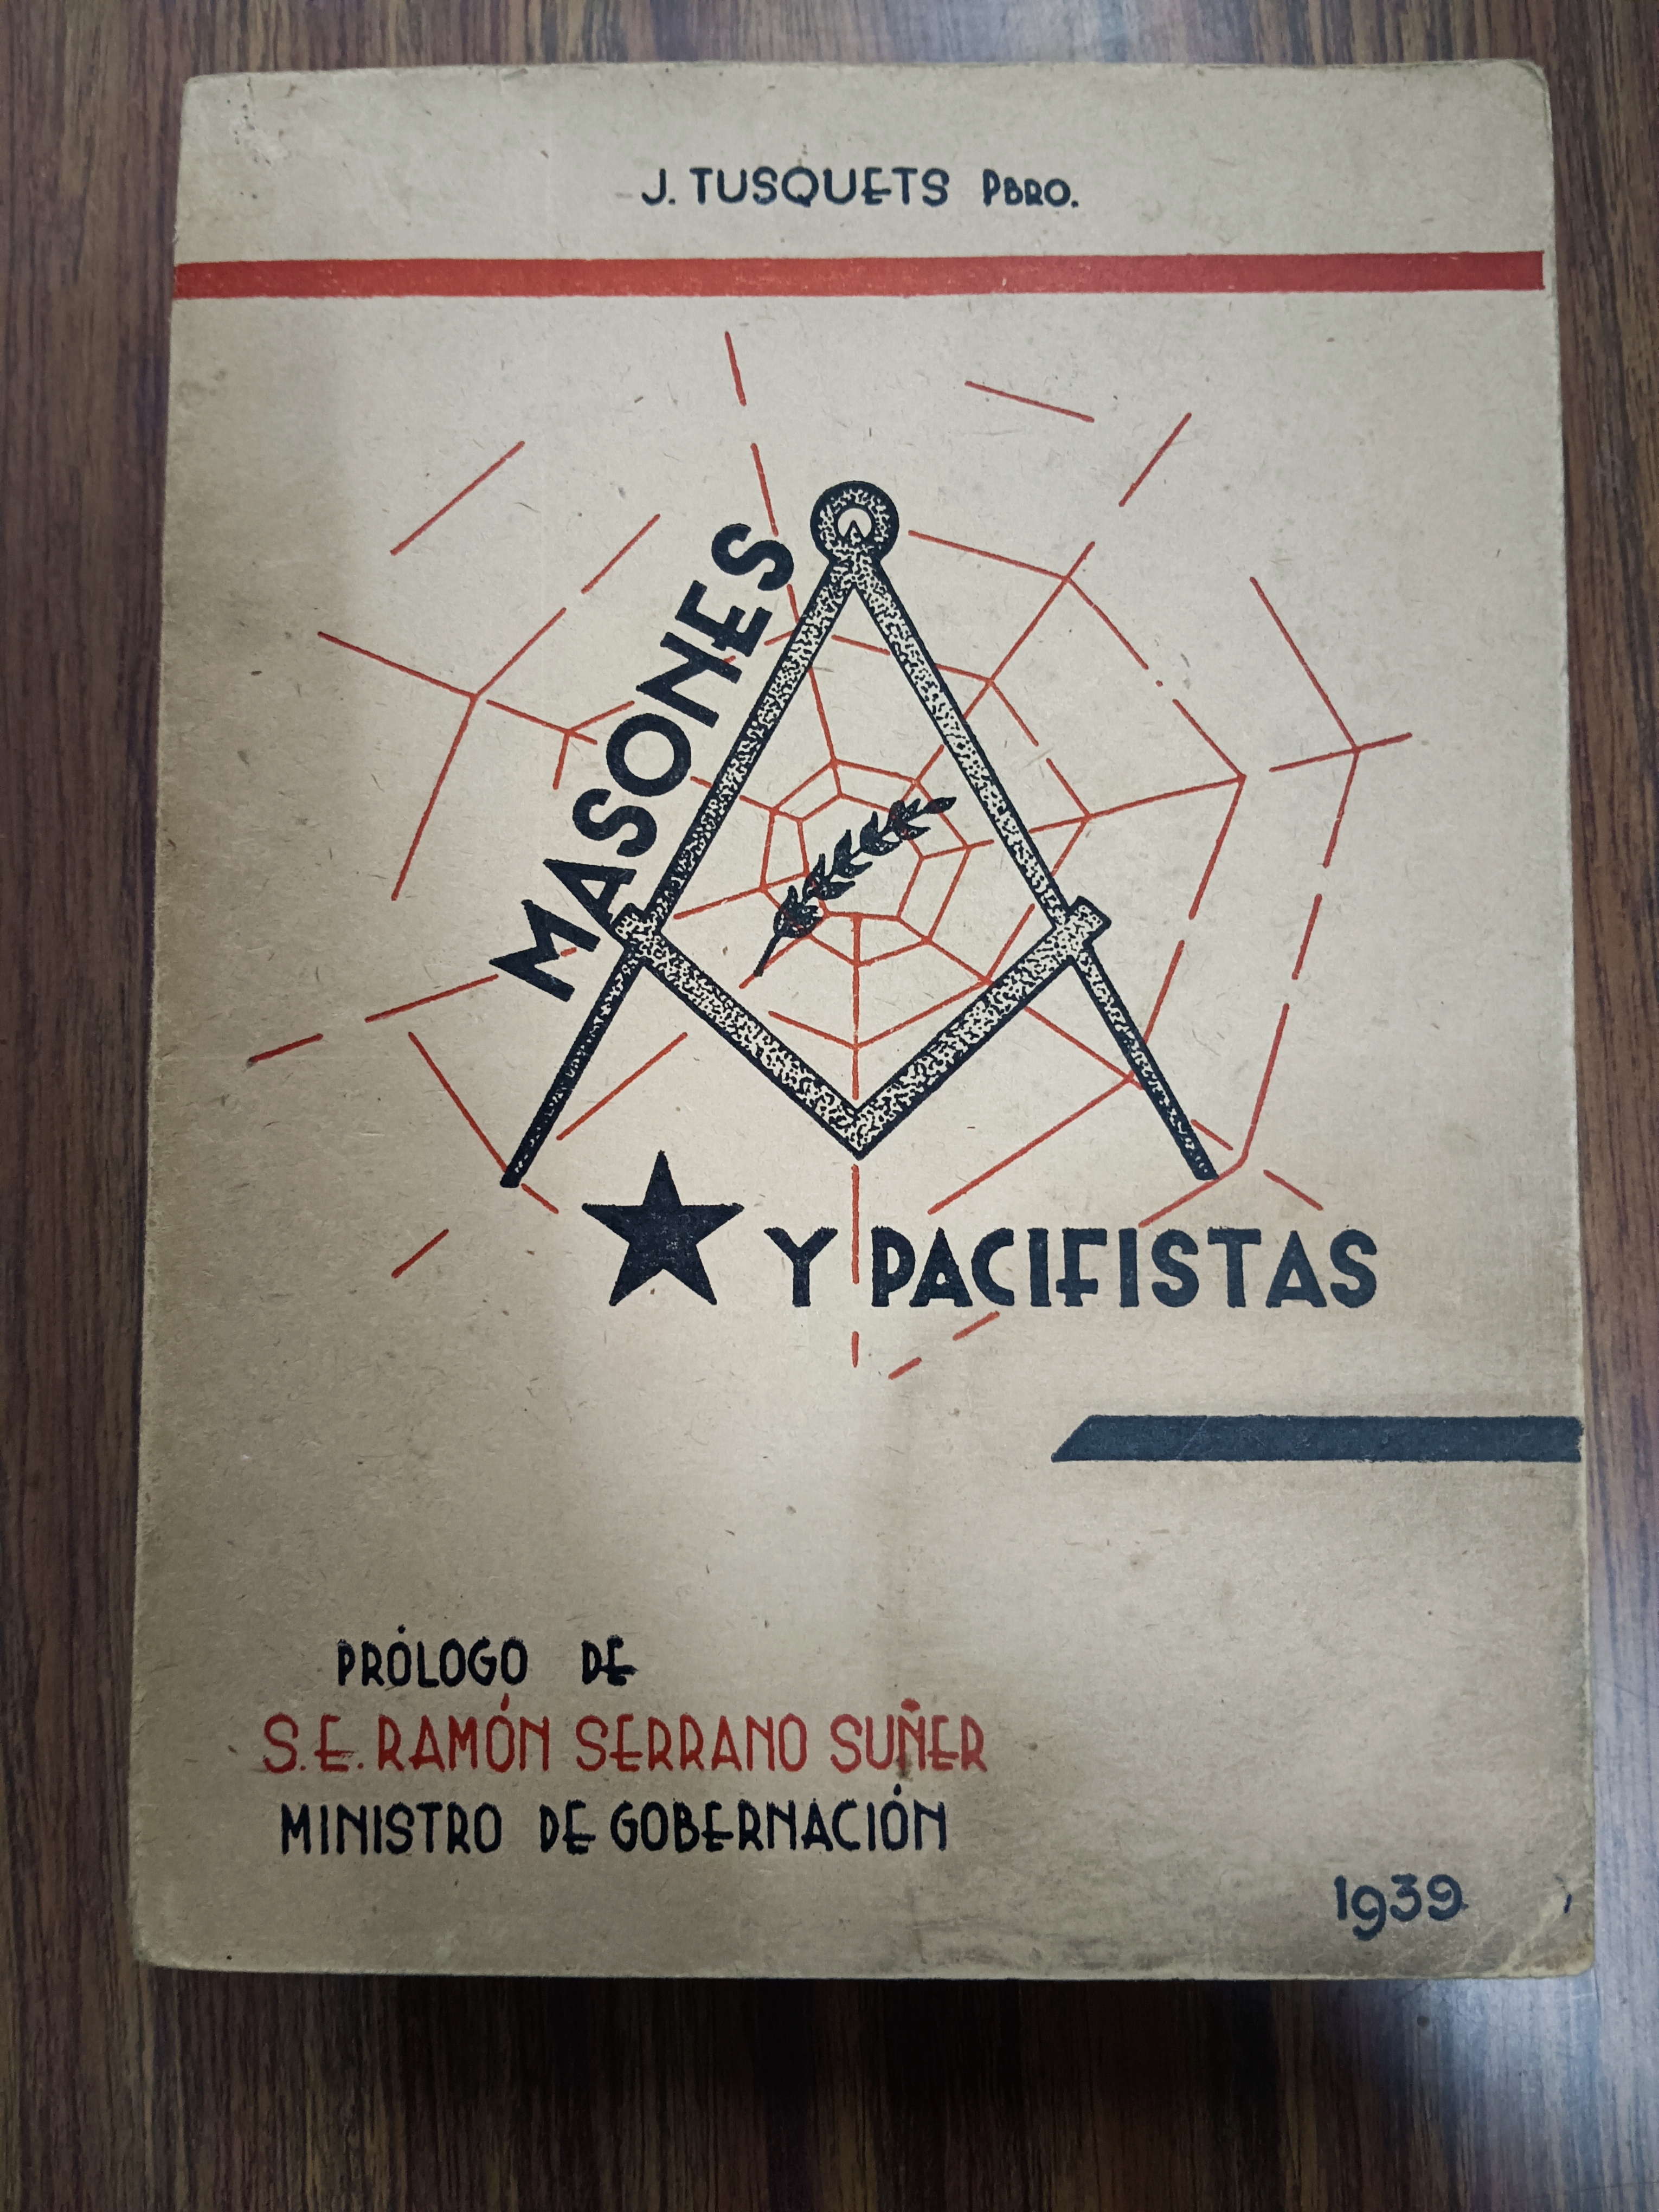 J. TUSQUETS PBRO.
MASONES
Y PACIFISTAS
PRÓLOGO DE
S.E. RAMÓN SERRANO SUÑER
MINISTRO DE GOBERNACIÓN
1939